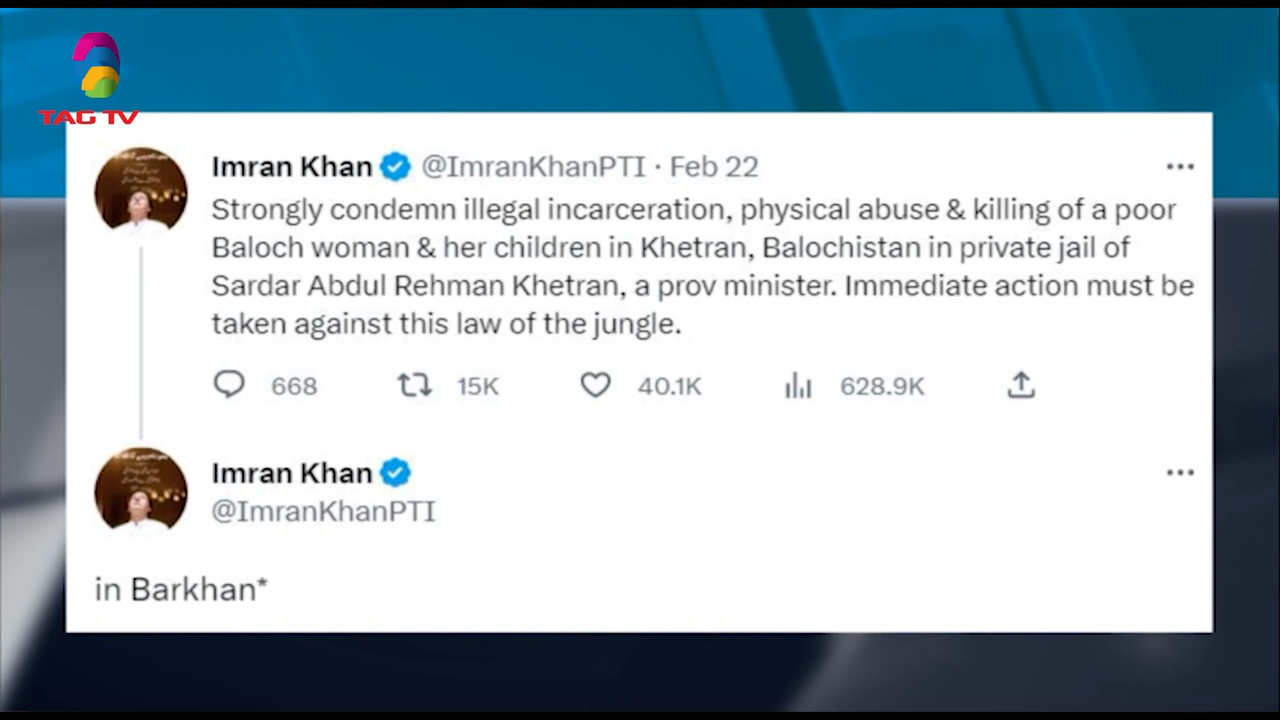 TAG TV
Imran Khan @ImranKhanPTI · Feb 22
Strongly condemn illegal incarceration, physical abuse & killing of a poor
Baloch woman & her children in Khetran, Balochistan in private jail of
Sardar Abdul Rehman Khetran, a prov minister. Immediate action must be
taken against this law of the jungle.
668 15K 40.1K 628.9K
Imran Khan
@ImranKhanPTI
in Barkhan*